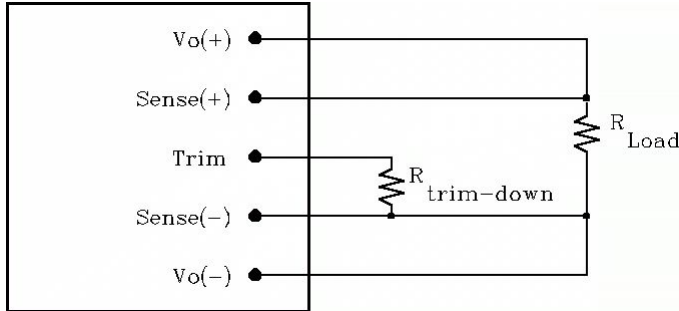 Vo(+)
Sense(+)
R
Load
Trim
R
trim-down
Sense(-)
Vo(-)